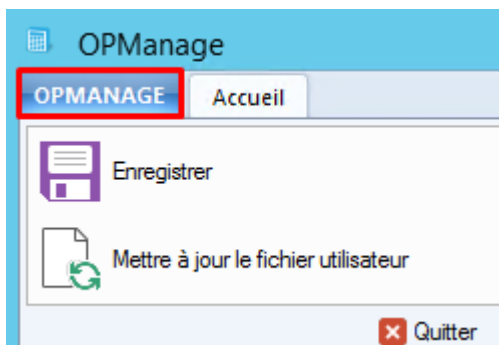 OPManage
OPMANAGE Accueil
Enregistrer
Mettre à jour le fichier utilisateur
Quitter